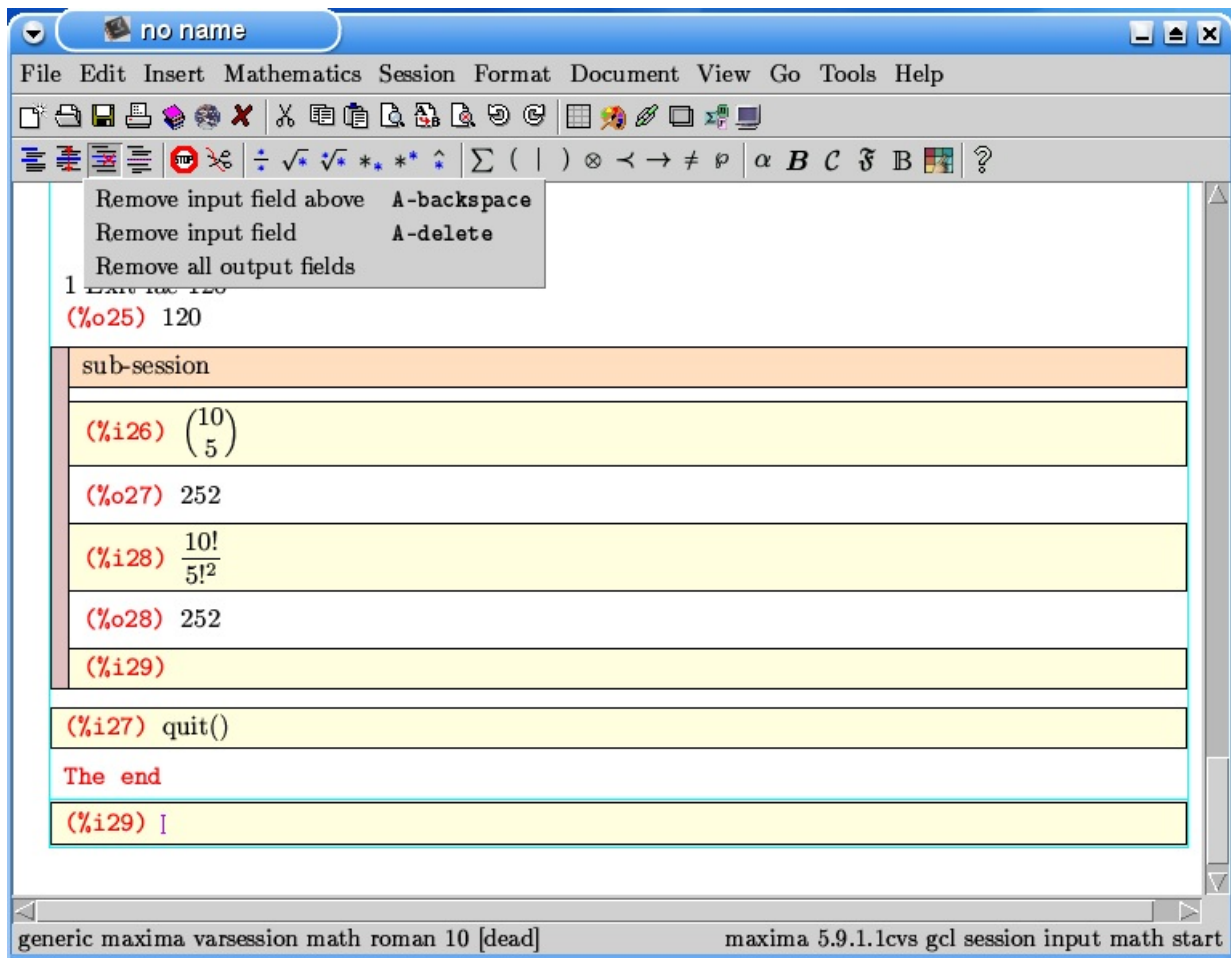 no name
File Edit Insert Mathematics Session Format Document View Go Tools Help
STOP ÷ √* ∜* *⁎ ** ^* ∑ ( | ) ⊗ ≺ → ≠ ℘ α B C 𝔉 𝔹 ?
Remove input field above A-backspace
Remove input field A-delete
Remove all output fields
1
(%o25) 120
sub-session
(%i26) (10
5)
(%o27) 252
(%i28) 10!
5!²
(%o28) 252
(%i29)
(%i27) quit()
The end
(%i29)
generic maxima varsession math roman 10 [dead] maxima 5.9.1.1cvs gcl session input math start